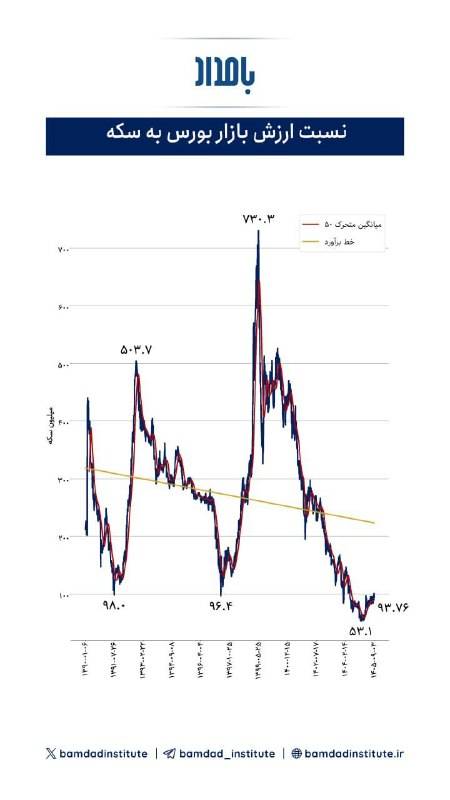 بامداد
نسبت ارزش بازار بورس به سکه
میانگین متحرک ۵۰
خط برآورد
۷۳۰.۳
۵۰۳.۷
۹۸.۰
۹۶.۴
۹۳.۷۶
۵۳.۱
میلیون سکه
۷۰۰
۶۰۰
۵۰۰
۴۰۰
۳۰۰
۲۰۰
۱۰۰
bamdadinstitute | bamdad_institute | bamdadinstitute.ir